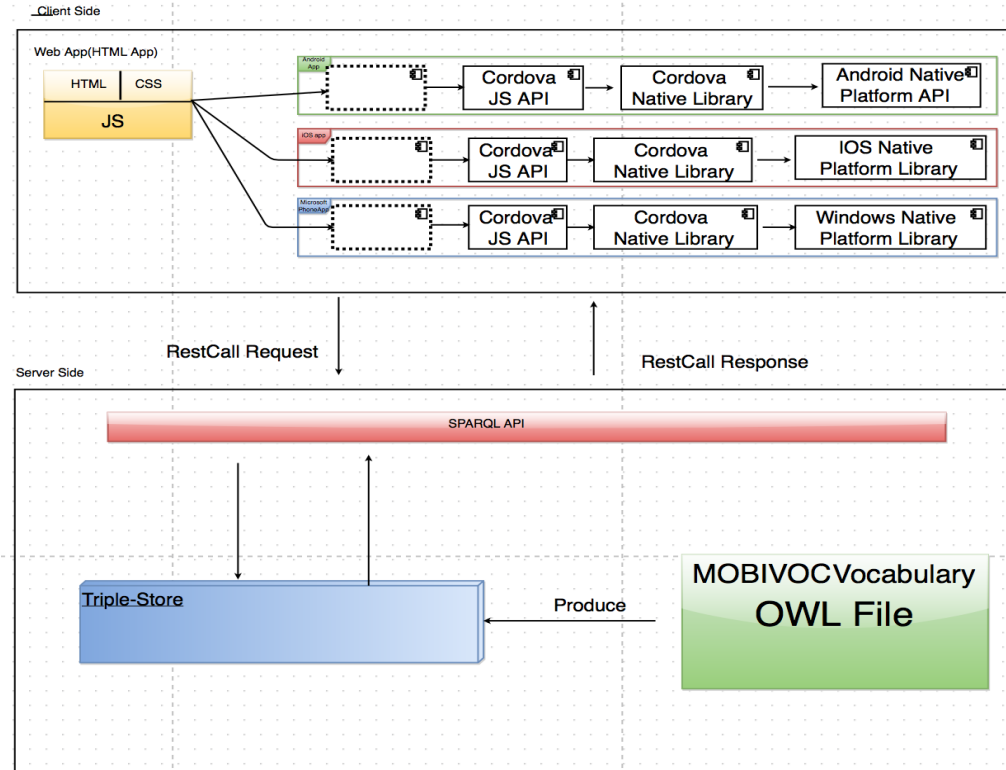 Client Side
Web App(HTML App)
HTML
CSS
JS
Android
App
Cordova
JS API
Cordova
Native Library
Android Native
Platform API
iOS app
Cordova
JS API
Cordova
Native Library
IOS Native
Platform Library
Microsoft
PhoneApp
Cordova
JS API
Cordova
Native Library
Windows Native
Platform Library
RestCall Request
RestCall Response
Server Side
SPARQL API
Triple-Store
Produce
MOBIVOCVocabulary
OWL File